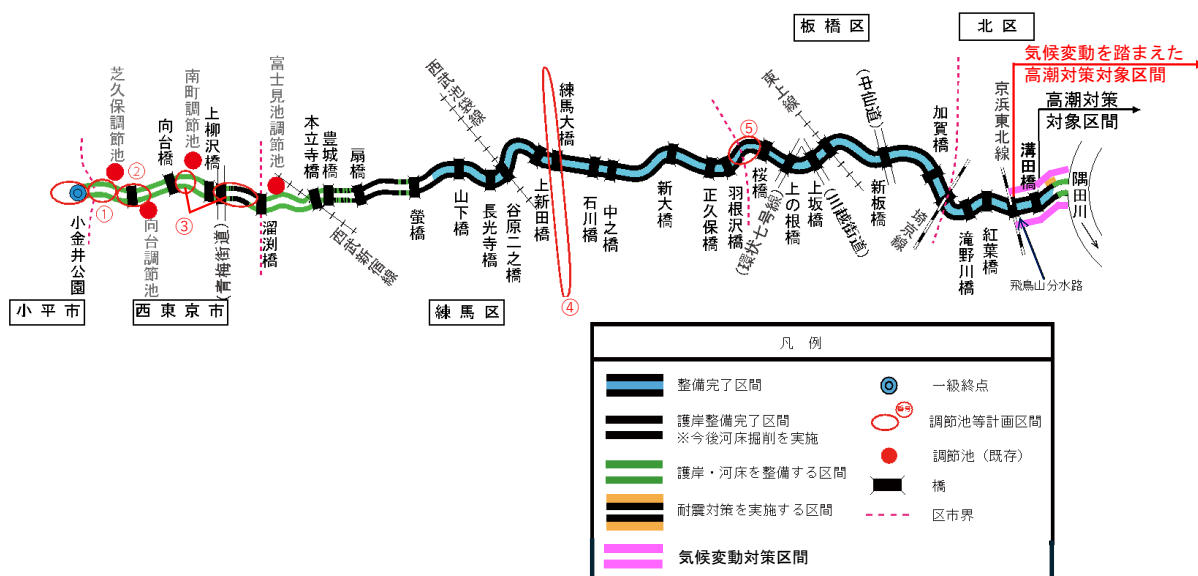 板橋区
北区
気候変動を踏まえた
高潮対策対象区間
高潮対策
対象区間
芝久保調節池
向台橋
南町調節池
上柳沢橋
富士見池調節池
本立寺橋
豊城橋
扇橋
西武池袋線
練馬大橋
東上線
(中仙道)
加賀橋
京浜東北線
溝田橋
隅田川
①
②
③
④
⑤
小金井公園
向台調節池
(青梅街道)
溜渕橋
西武新宿線
螢橋
山下橋
長光寺橋
谷原二之橋
上新田橋
石川橋
中之橋
新大橋
正久保橋
羽根沢橋
桜橋
(環状七号線)
上の根橋
上坂橋
(川越街道)
新板橋
埼京線
滝野川橋
紅葉橋
飛鳥山分水路
小平市
西東京市
練馬区
凡例
整備完了区間
護岸整備完了区間
※今後河床掘削を実施
護岸・河床を整備する区間
耐震対策を実施する区間
気候変動対策区間
一級終点
番号
調節池等計画区間
調節池（既存）
橋
区市界